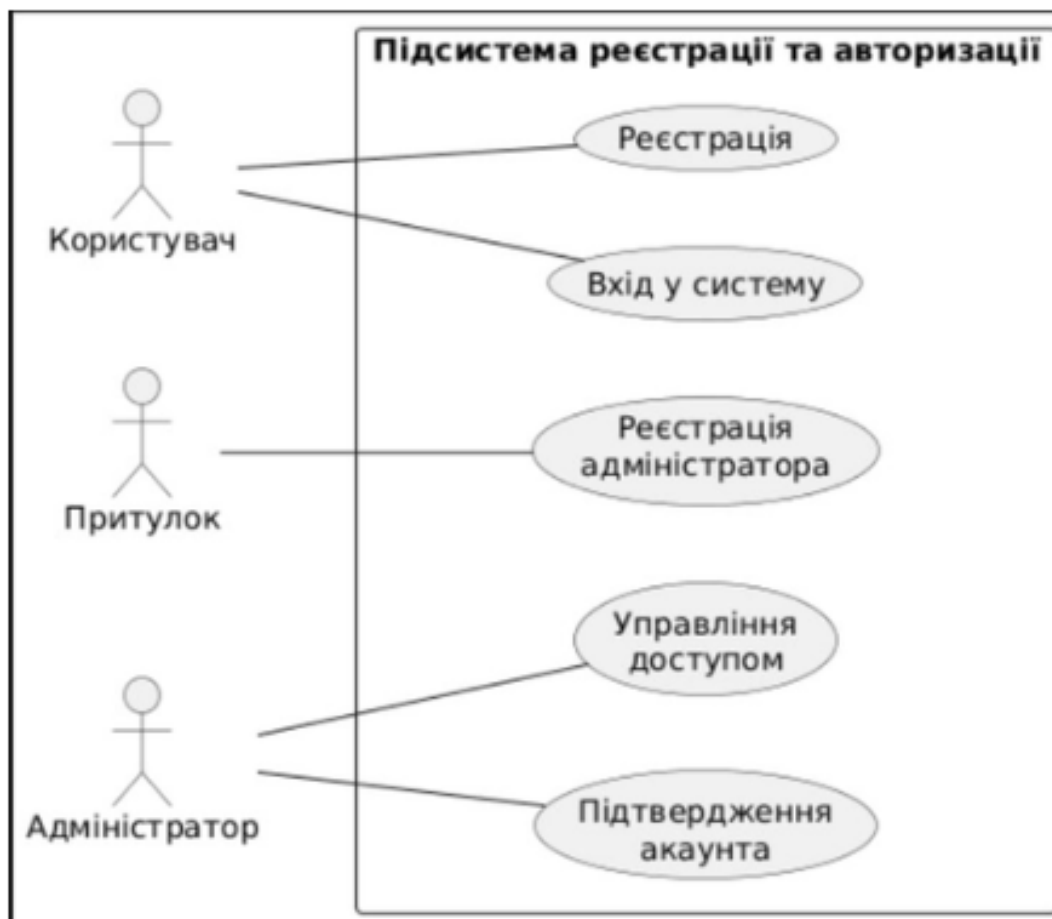 Підсистема реєстрації та авторизації
Реєстрація
Користувач
Вхід у систему
Реєстрація
адміністратора
Притулок
Управління
доступом
Адміністратор
Підтвердження
акаунта